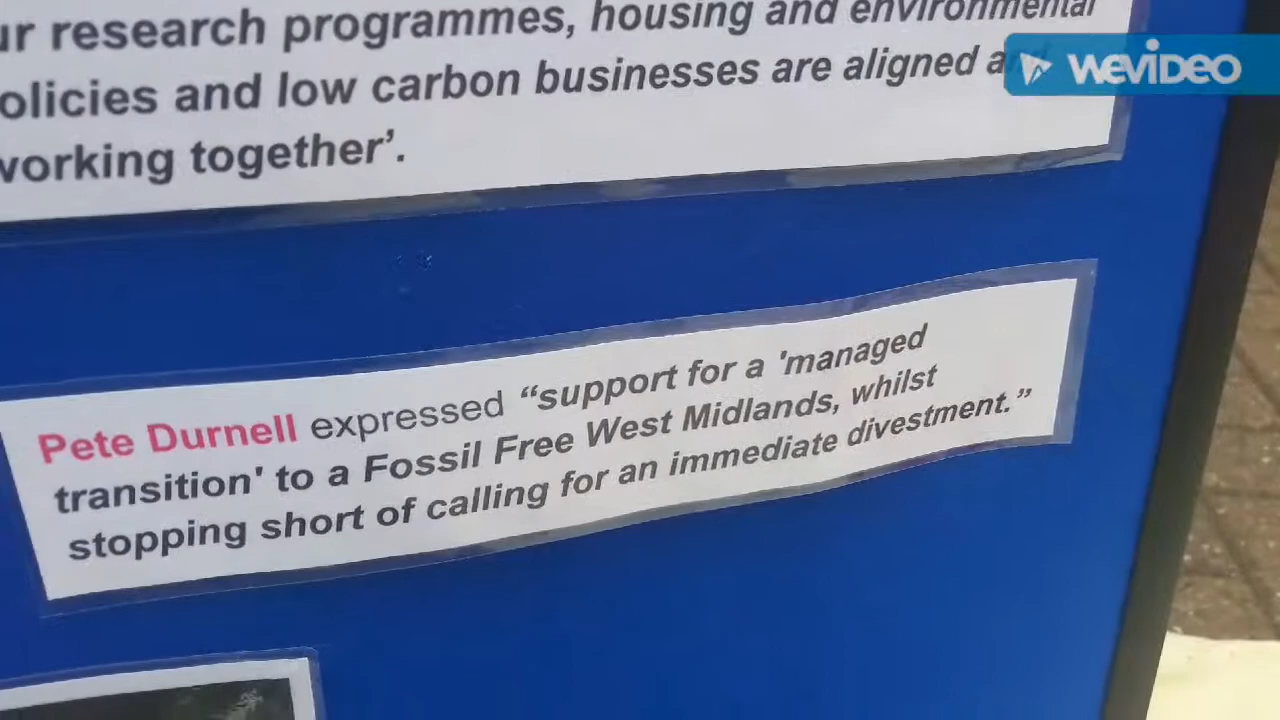 ur research programmes, housing and environmental
olicies and low carbon businesses are aligned
working together’.
WEVIDEO
Pete Durnell expressed “support for a 'managed
transition' to a Fossil Free West Midlands, whilst
stopping short of calling for an immediate divestment.”